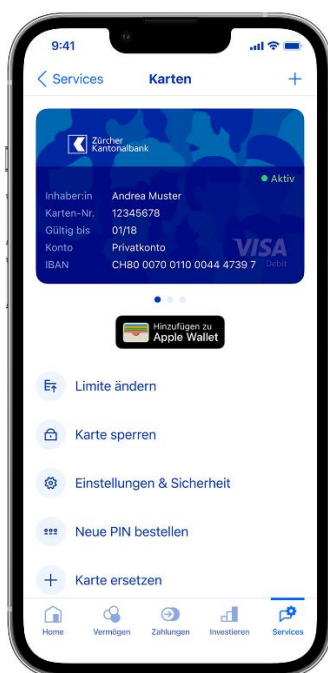 9:41
Services Karten +
Zürcher
Kantonalbank
Aktiv
Inhaber:in Andrea Muster
Karten-Nr. 12345678
Gültig bis 01/18
Konto Privatkonto
IBAN CH80 0070 0110 0044 4739 7
VISA
Debit
Hinzufügen zu
Apple Wallet
Limite ändern
Karte sperren
Einstellungen & Sicherheit
Neue PIN bestellen
Karte ersetzen
Home Vermögen Zahlungen Investieren Services